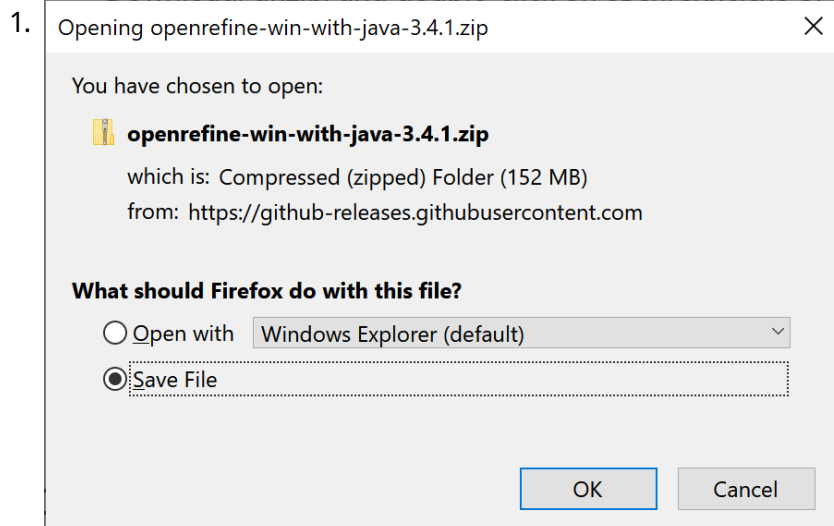 1.
Opening openrefine-win-with-java-3.4.1.zip
You have chosen to open:
openrefine-win-with-java-3.4.1.zip
which is: Compressed (zipped) Folder (152 MB)
from: https://github-releases.githubusercontent.com
What should Firefox do with this file?
Open with Windows Explorer (default)
Save File
OK Cancel